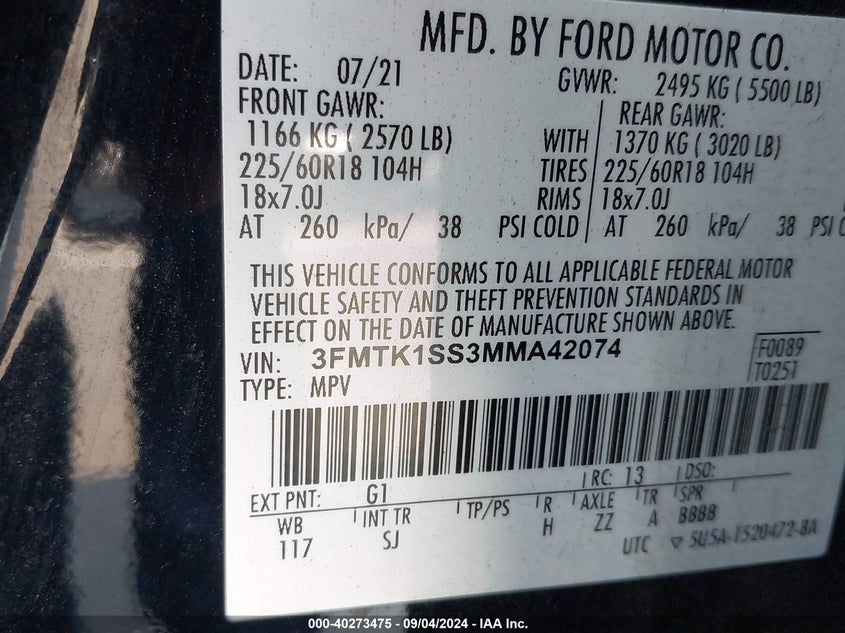 MFD. BY FORD MOTOR CO.
DATE: 07/21 GVWR: 2495 KG ( 5500 LB)
FRONT GAWR: REAR GAWR:
1166 KG ( 2570 LB) WITH 1370 KG ( 3020 LB)
225/60R18 104H TIRES 225/60R18 104H
18x7.0J RIMS 18x7.0J
AT 260 kPa/ 38 PSI COLD AT 260 kPa/ 38 PSI C
THIS VEHICLE CONFORMS TO ALL APPLICABLE FEDERAL MOTOR
VEHICLE SAFETY AND THEFT PREVENTION STANDARDS IN
EFFECT ON THE DATE OF MANUFACTURE SHOWN ABOVE.
VIN: 3FMTK1SS3MMA42074 F0089
TYPE: MPV T0251
EXT PNT: G1 RC: 13 DSO:
WB INT TR TP/PS R AXLE TR SPR
117 SJ H ZZ A BBBB
UTC ▽ 5U5A-1520472-BA
000-40273475 - 09/04/2024 - IAA Inc.